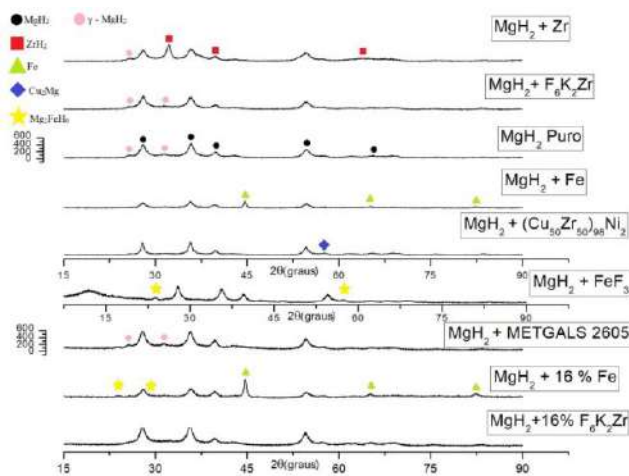 MgH₂
γ - MgH₂
ZrH₂
Fe
Cu₂Mg
Mg₂FeH₆
MgH₂ + Zr
MgH₂ + F₆K₂Zr
600
400
200
0
MgH₂ Puro
MgH₂ + Fe
MgH₂ + (Cu₅₀Zr₅₀)₉₈Ni₂
15 30 45 60 75 90
2θ(graus)
MgH₂ + FeF₃
15 30 45 60 75 90
2θ(graus)
600
400
200
0
MgH₂ + METGALS 2605
MgH₂ + 16 % Fe
MgH₂+16% F₆K₂Zr
15 30 45 60 75 90
2θ(graus)